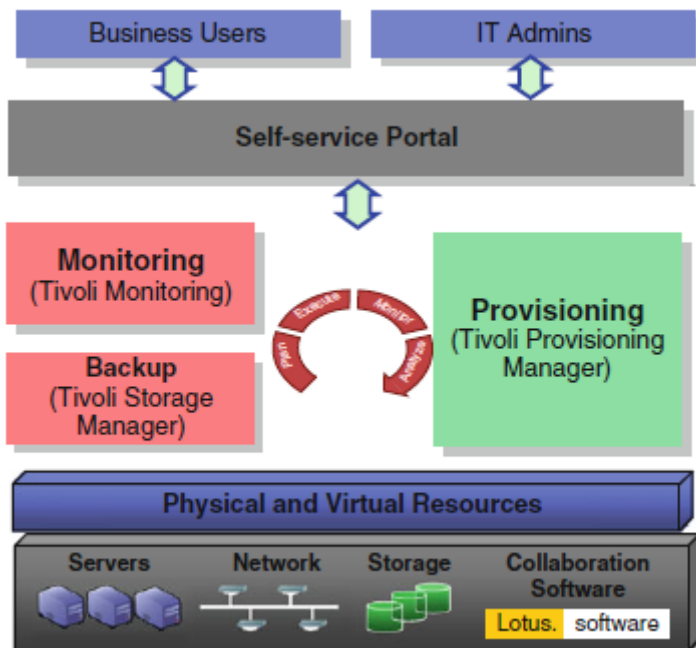 Business Users
IT Admins
Self-service Portal
Monitoring
(Tivoli Monitoring)
Backup
(Tivoli Storage
Manager)
Plan
Execute
Monitor
Analyze
Provisioning
(Tivoli Provisioning
Manager)
Physical and Virtual Resources
Servers
Network
Storage
Collaboration
Software
Lotus. software